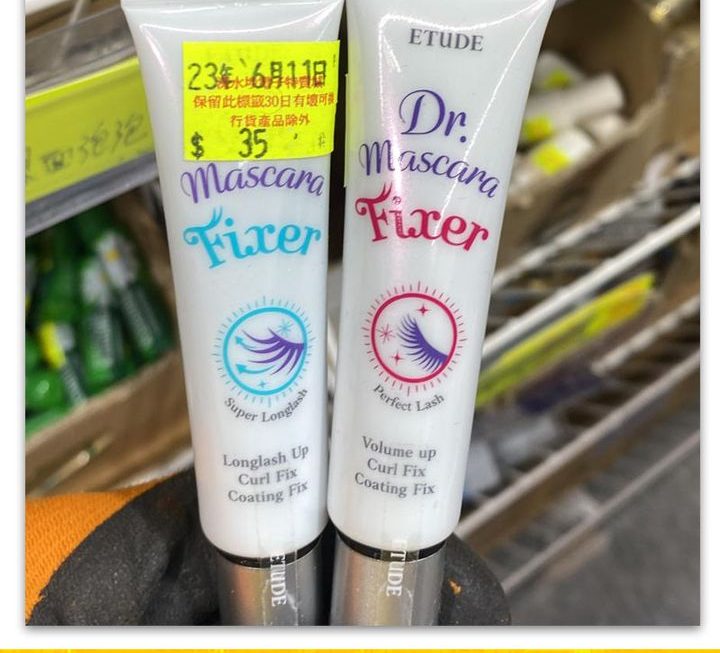 23年 6月11日
保留此標籤30日有壞可換
行貨產品除外
$ 35
Mascara
Fixer
Super Longlash
Longlash Up
Curl Fix
Coating Fix
ETUDE
ETUDE
Dr.
Mascara
Fixer
Perfect Lash
Volume up
Curl Fix
Coating Fix
ETUDE